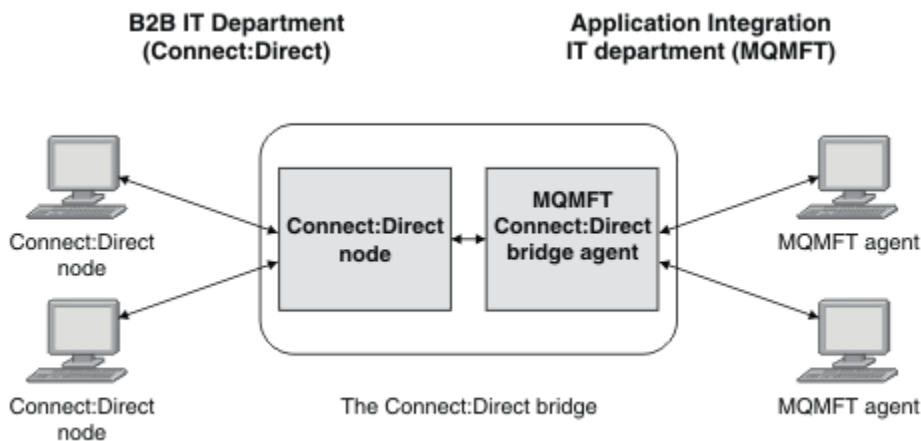 B2B IT Department
(Connect:Direct)
Application Integration
IT department (MQMFT)
Connect:Direct
node
Connect:Direct
node
MQMFT
Connect:Direct
bridge agent
MQMFT agent
Connect:Direct
node
The Connect:Direct bridge
MQMFT agent